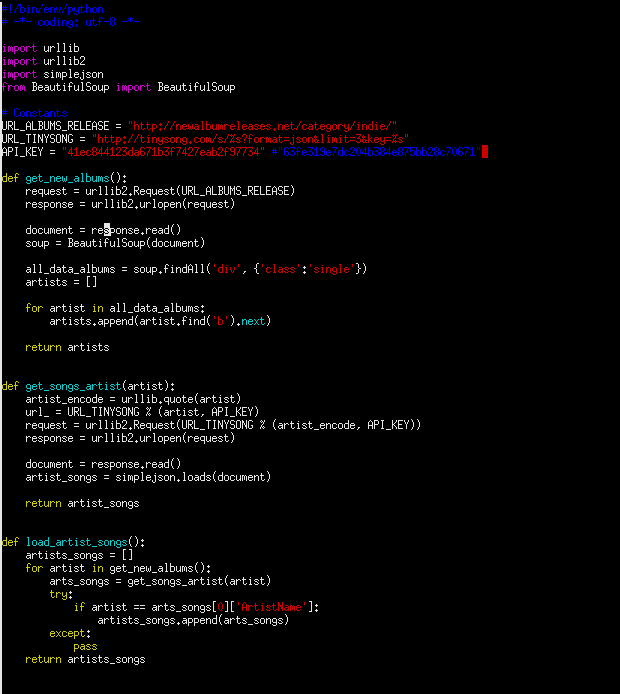 #!/bin/env/python
# -*- coding: utf-8 -*-
import urllib
import urllib2
import simplejson
from BeautifulSoup import BeautifulSoup
# Constante
URL_ALBUMS_RELEASE = "http://newalbumreleases.net/category/indie/"
URL_TINYSONG = "http://tinysong.com/s/%s?format=json&limit=3&key=%s"
API_KEY = "41ec844123da671b3f7427eab2f97734" #"63fe319e7dc204b384e875bb28c70671"
def get_new_albums():
    request = urllib2.Request(URL_ALBUMS_RELEASE)
    response = urllib2.urlopen(request)
    document = response.read()
    soup = BeautifulSoup(document)
    all_data_albums = soup.findAll('div', {'class':'single'})
    artists = []
    for artist in all_data_albums:
        artists.append(artist.find('b').next)
    return artists
def get_songs_artist(artist):
    artist_encode = urllib.quote(artist)
    url_ = URL_TINYSONG % (artist, API_KEY)
    request = urllib2.Request(URL_TINYSONG % (artist_encode, API_KEY))
    response = urllib2.urlopen(request)
    document = response.read()
    artist_songs = simplejson.loads(document)
    return artist_songs
def load_artist_songs():
    artists_songs = []
    for artist in get_new_albums():
        arts_songs = get_songs_artist(artist)
        try:
            if artist == arts_songs[0]['ArtistName']:
                artists_songs.append(arts_songs)
        except:
            pass
    return artists_songs